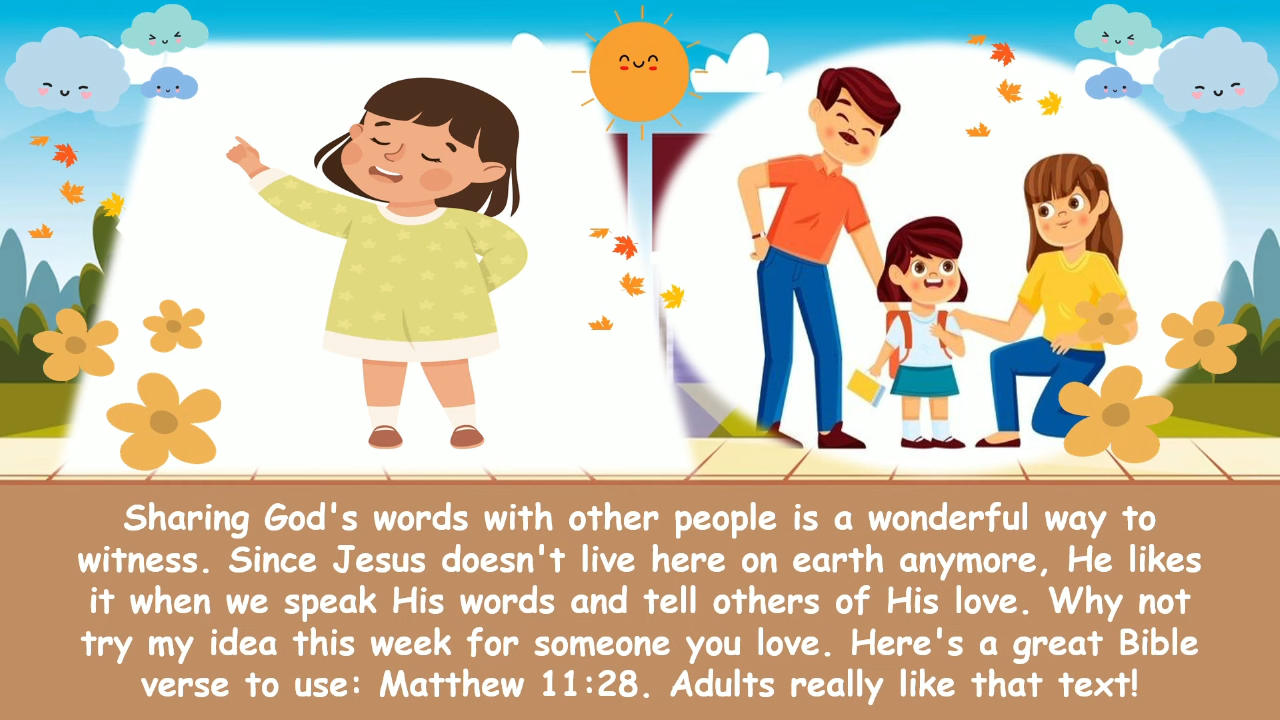 Sharing God's words with other people is a wonderful way to
witness. Since Jesus doesn't live here on earth anymore, He likes
it when we speak His words and tell others of His love. Why not
try my idea this week for someone you love. Here's a great Bible
verse to use: Matthew 11:28. Adults really like that text!